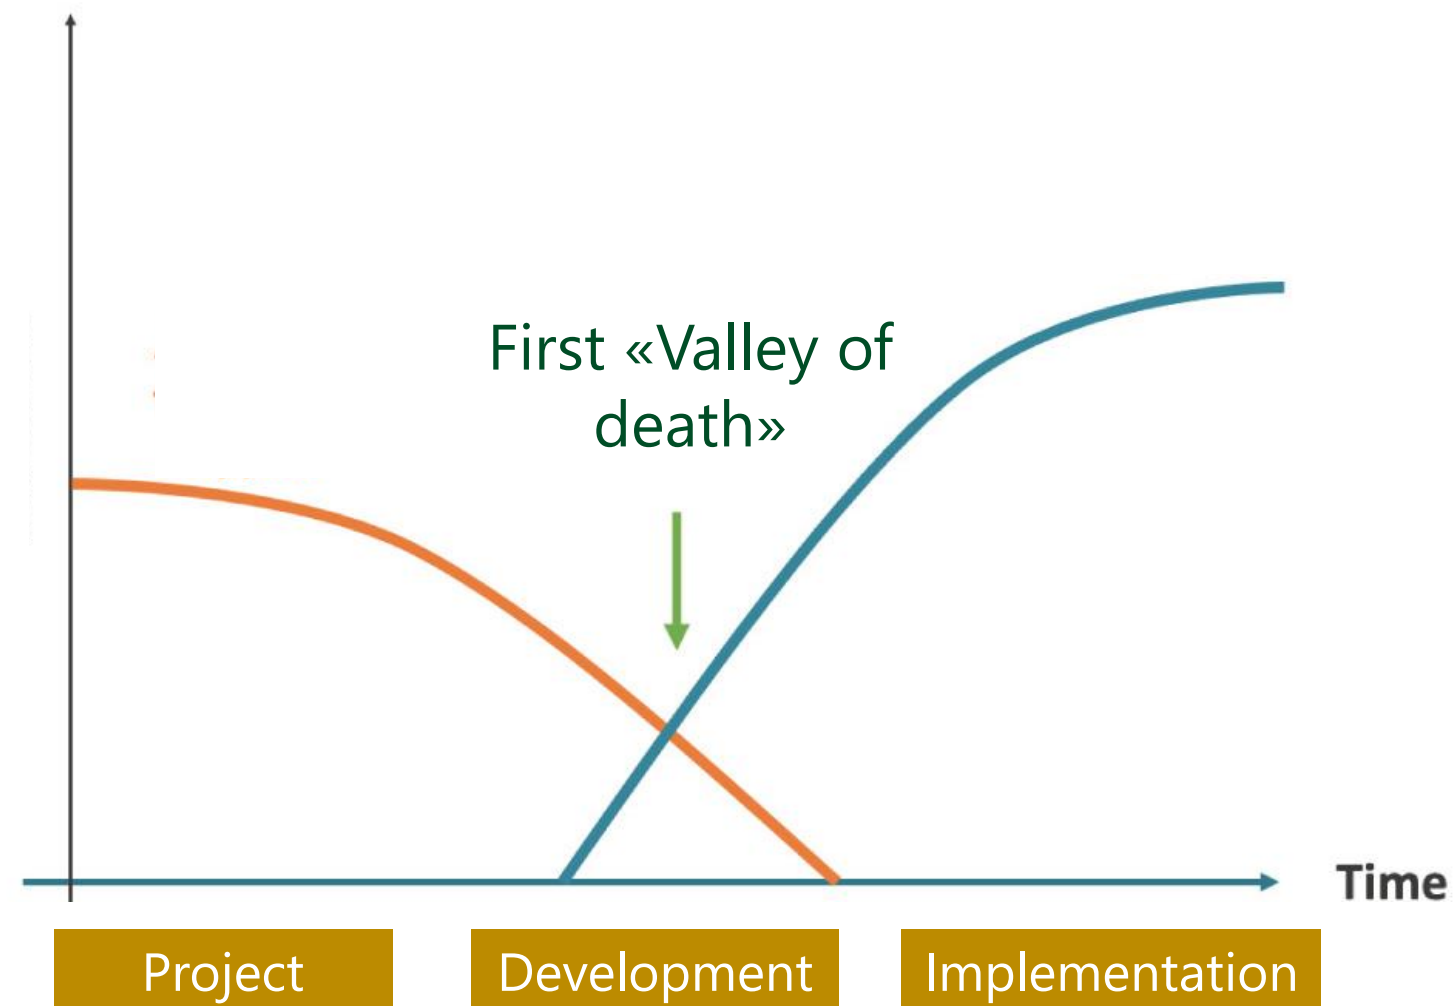 First «Valley of
death»
Time
Project
Development
Implementation